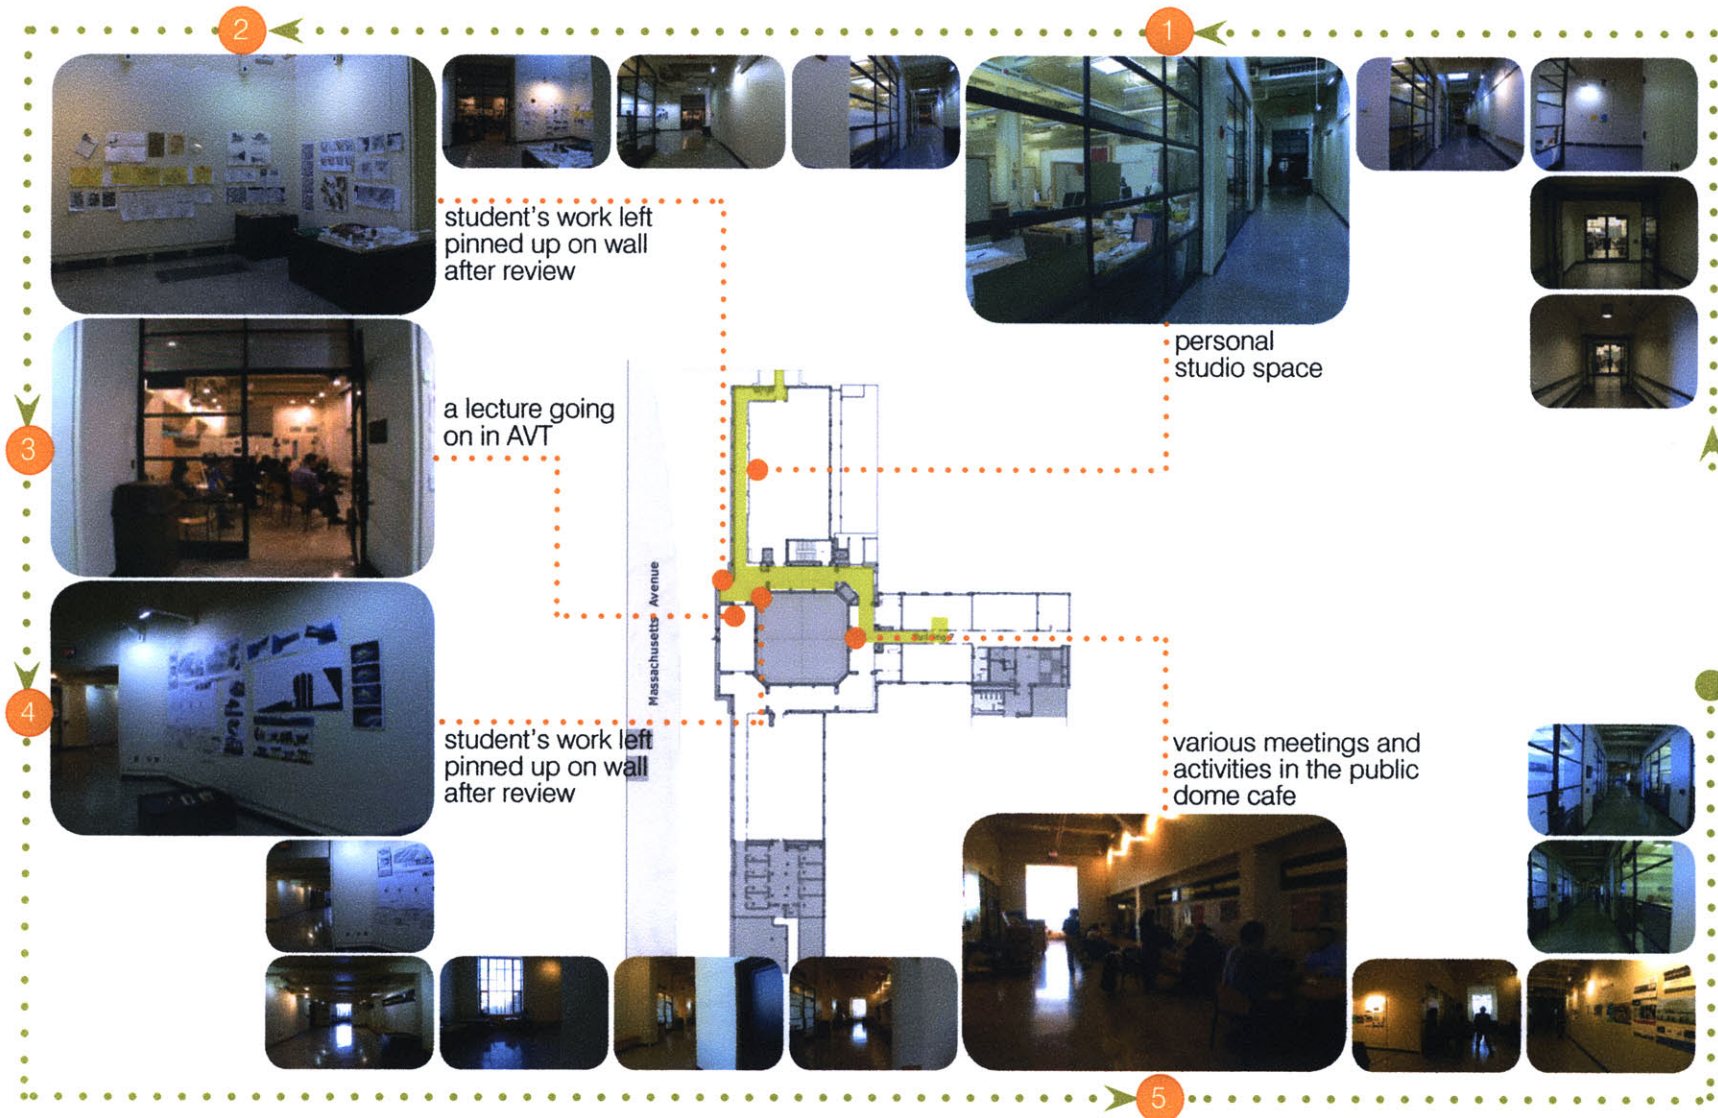 2
1
student's work left
pinned up on wall
after review
personal
studio space
3
a lecture going
on in AVT
Massachusetts Avenue
Building 7
4
student's work left
pinned up on wall
after review
various meetings and
activities in the public
dome cafe
5